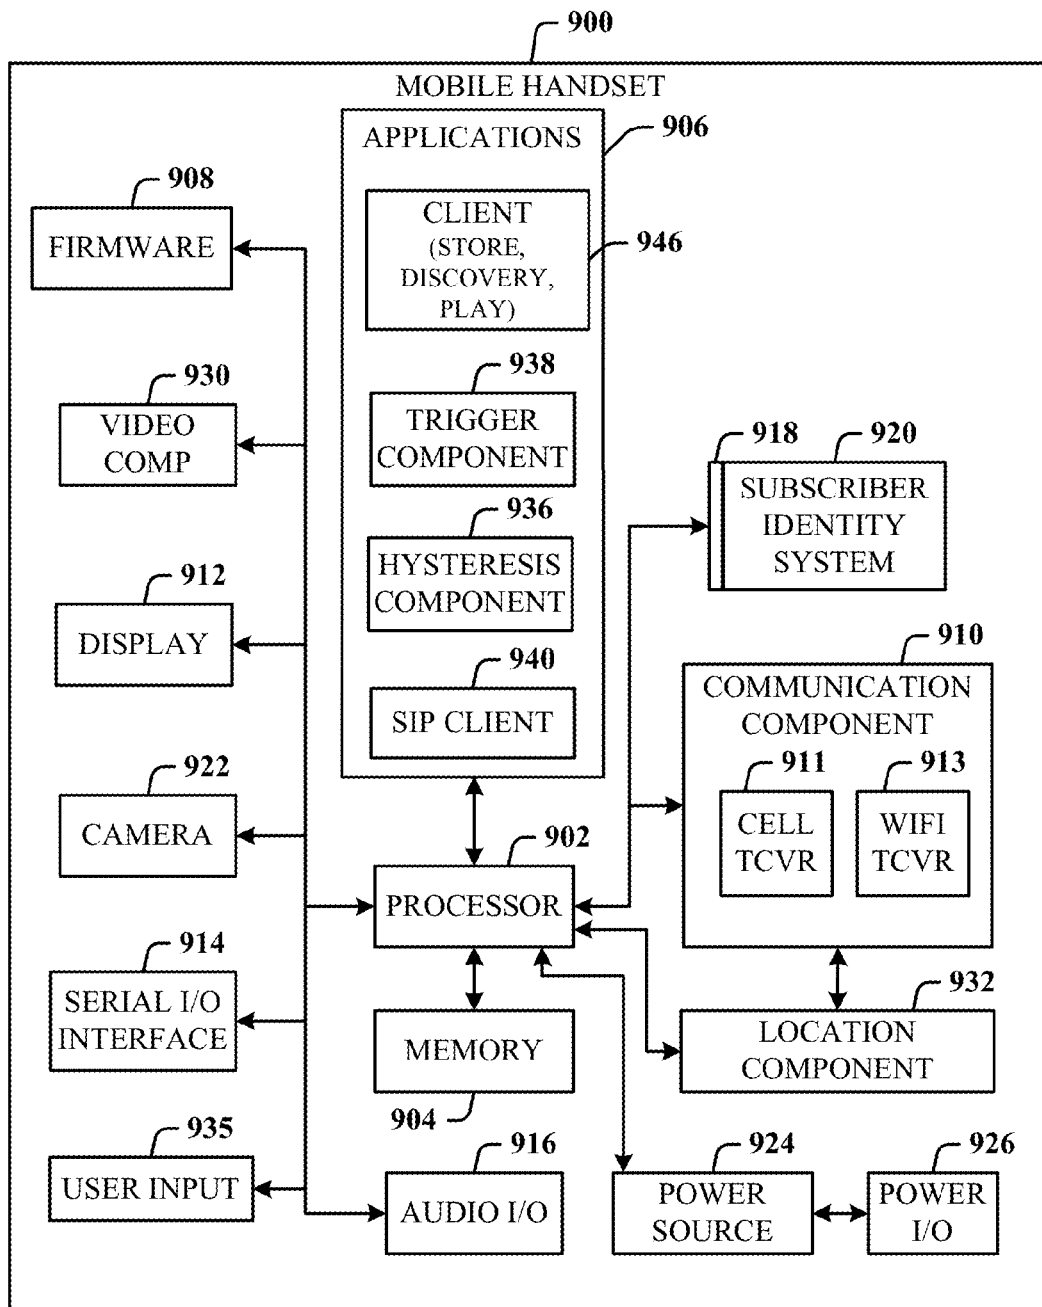 900
MOBILE HANDSET
APPLICATIONS
906
CLIENT
(STORE,
DISCOVERY,
PLAY)
946
908
FIRMWARE
930
VIDEO
COMP
938
TRIGGER
COMPONENT
918
920
SUBSCRIBER
IDENTITY
SYSTEM
936
HYSTERESIS
COMPONENT
912
DISPLAY
940
SIP CLIENT
910
COMMUNICATION
COMPONENT
911
CELL
TCVR
913
WIFI
TCVR
922
CAMERA
902
PROCESSOR
914
SERIAL I/O
INTERFACE
MEMORY
904
932
LOCATION
COMPONENT
935
USER INPUT
916
AUDIO I/O
924
POWER
SOURCE
926
POWER
I/O